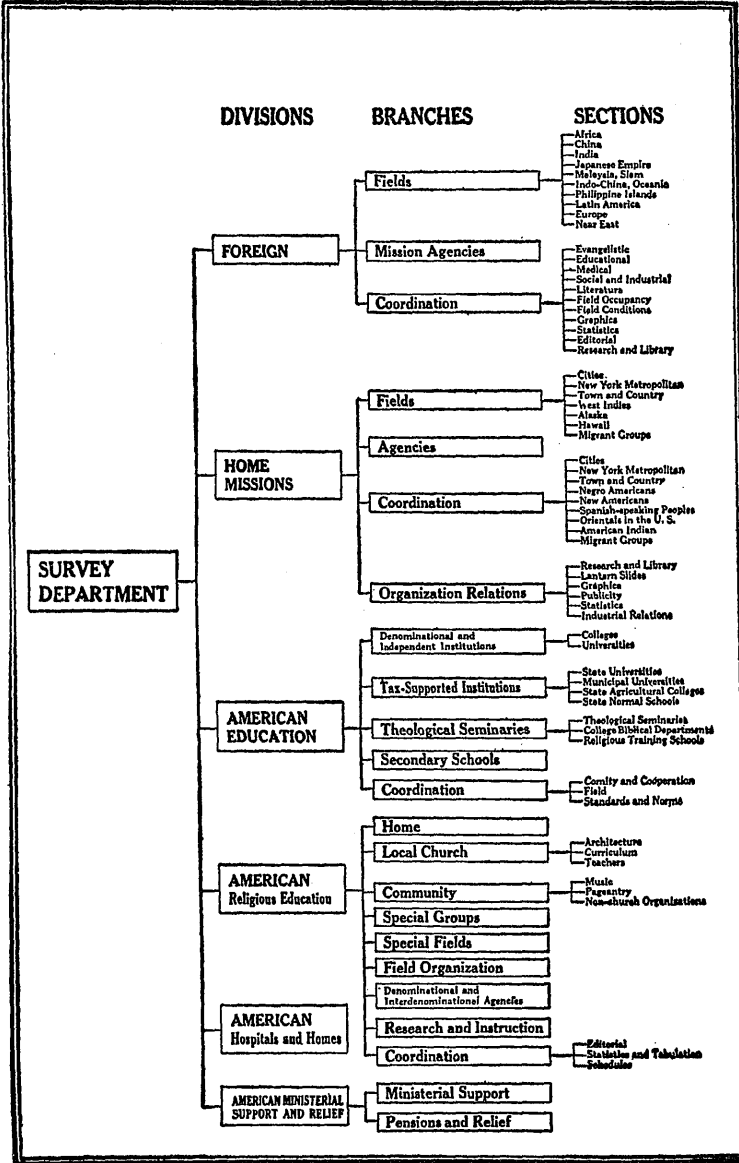 DIVISIONS BRANCHES SECTIONS
SURVEY
DEPARTMENT
FOREIGN
Fields
Africa
China
India
Japanese Empire
Malaysia, Siam
Indo-China, Oceania
Philippine Islands
Latin America
Europe
Near East
Mission Agencies
Coordination
Evangelistic
Educational
Medical
Social and Industrial
Literature
Field Occupancy
Field Conditions
Graphics
Statistics
Editorial
Research and Library
HOME
MISSIONS
Fields
Cities.
New York Metropolitan
Town and Country
West Indies
Alaska
Hawaii
Migrant Groups
Agencies
Coordination
Cities
New York Metropolitan
Town and Country
Negro Americans
New Americans
Spanish-speaking Peoples
Orientals in the U. S.
American Indian
Migrant Groups
Organization Relations
Research and Library
Lantern Slides
Graphics
Publicity
Statistics
Industrial Relations
AMERICAN
EDUCATION
Denominational and
Independent Institutions
Colleges
Universities
Tax-Supported Institutions
State Universities
Municipal Universities
State Agricultural Colleges
State Normal Schools
Theological Seminaries
Theological Seminaries
College Biblical Departments
Religious Training Schools
Secondary Schools
Coordination
Comity and Coöperation
Field
Standards and Norms
AMERICAN
Religious Education
Home
Local Church
Architecture
Curriculum
Teachers
Community
Music
Pageantry
Non-church Organizations
Special Groups
Special Fields
Field Organization
Denominational and
Interdenominational Agencies
Research and Instruction
Coordination
Editorial
Statistics and Tabulation
Schedules
AMERICAN
Hospitals and Homes
AMERICAN MINISTERIAL
SUPPORT AND RELIEF
Ministerial Support
Pensions and Relief